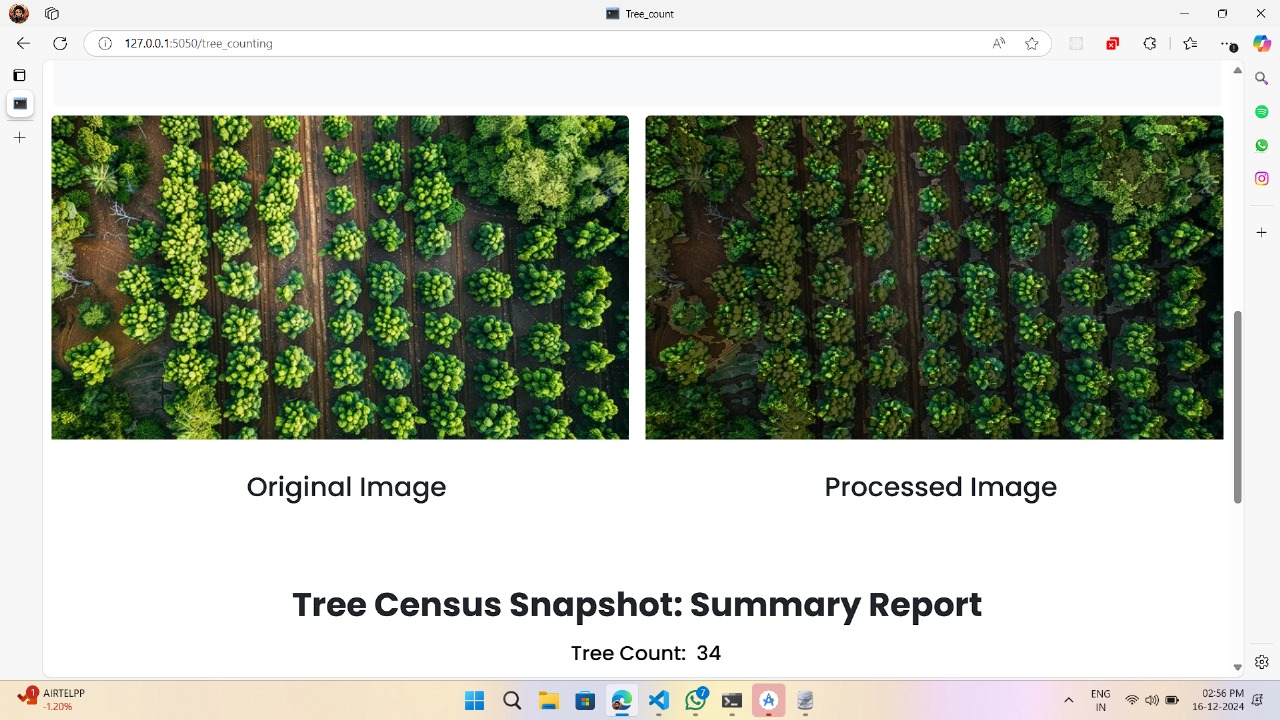 Tree_count
127.0.0.1:5050/tree_counting
Original Image
Processed Image
Tree Census Snapshot: Summary Report
Tree Count: 34
1
AIRTELPP
-1.20%
7
ENG
IN
02:56 PM
16-12-2024